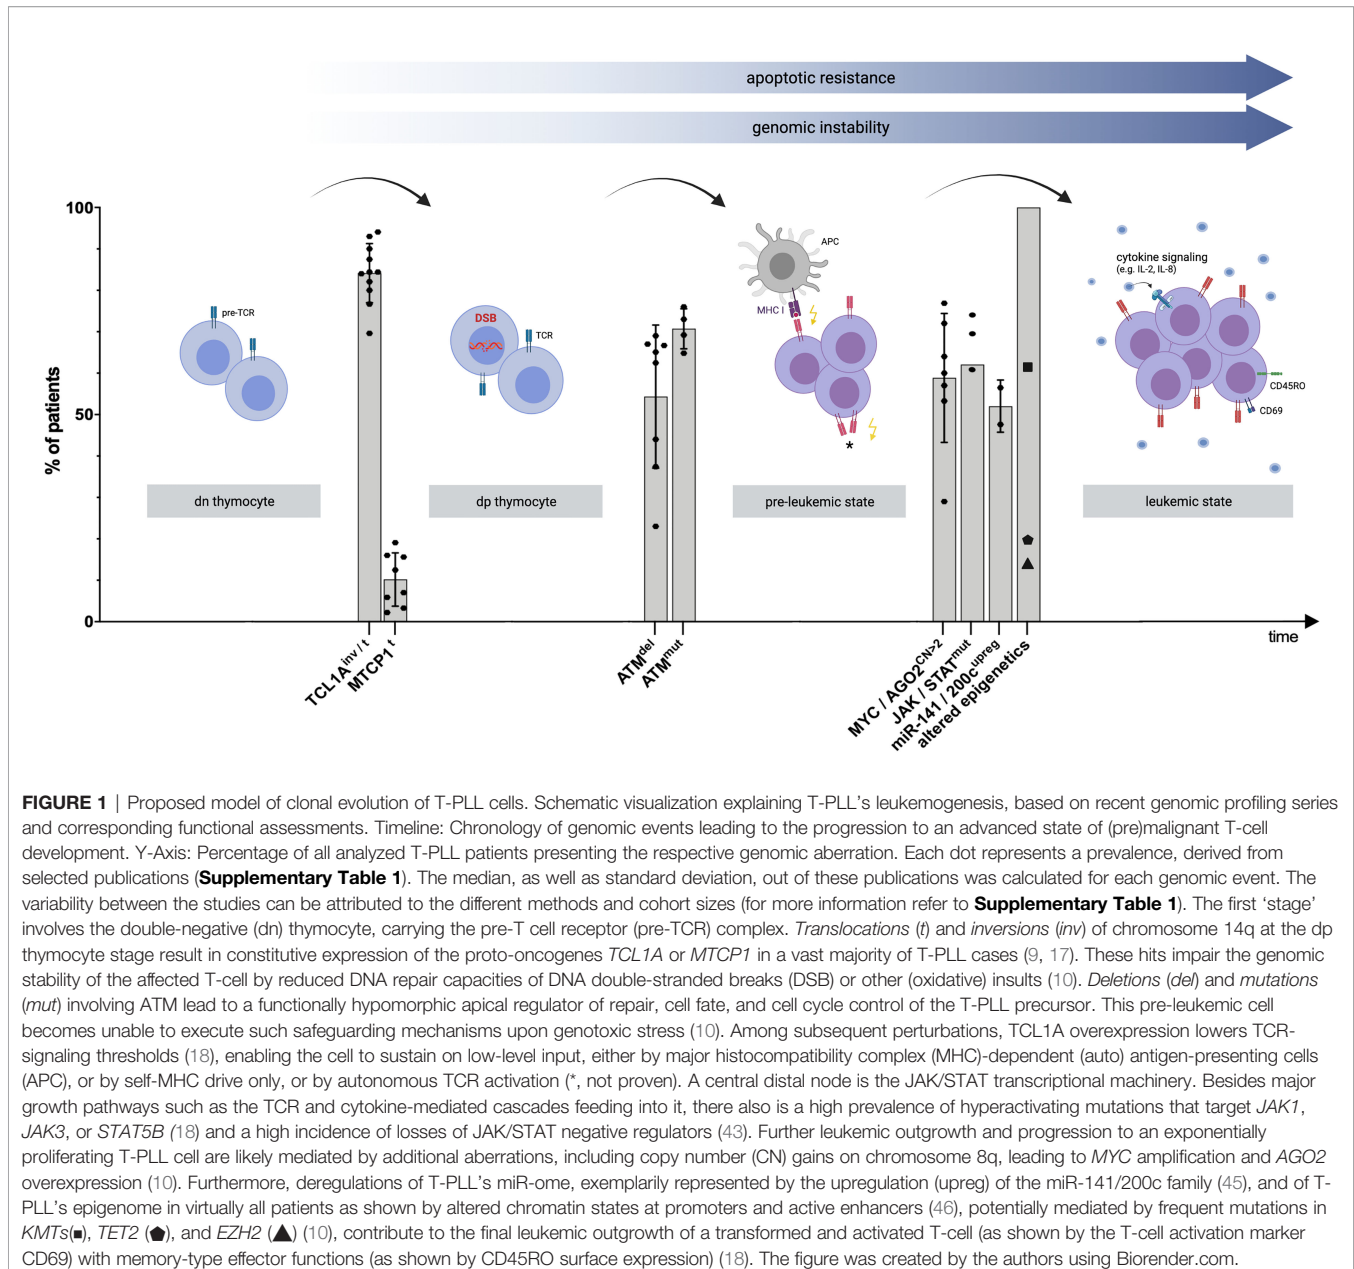 apoptotic resistance
genomic instability
100
50
0
% of patients
pre-TCR
dn thymocyte
TCL1A^inv / t
MTCP1^t
DSB
TCR
dp thymocyte
ATM^del
ATM^mut
APC
MHC I
*
pre-leukemic state
MYC / AGO2^CN>2
JAK / STAT^mut
miR-141 / 200c^upreg
altered epigenetics
cytokine signaling
(e.g. IL-2, IL-8)
CD45RO
CD69
leukemic state
time
FIGURE 1 | Proposed model of clonal evolution of T-PLL cells. Schematic visualization explaining T-PLL's leukemogenesis, based on recent genomic profiling series
and corresponding functional assessments. Timeline: Chronology of genomic events leading to the progression to an advanced state of (pre)malignant T-cell
development. Y-Axis: Percentage of all analyzed T-PLL patients presenting the respective genomic aberration. Each dot represents a prevalence, derived from
selected publications (Supplementary Table 1). The median, as well as standard deviation, out of these publications was calculated for each genomic event. The
variability between the studies can be attributed to the different methods and cohort sizes (for more information refer to Supplementary Table 1). The first 'stage'
involves the double-negative (dn) thymocyte, carrying the pre-T cell receptor (pre-TCR) complex. Translocations (t) and inversions (inv) of chromosome 14q at the dp
thymocyte stage result in constitutive expression of the proto-oncogenes TCL1A or MTCP1 in a vast majority of T-PLL cases (9, 17). These hits impair the genomic
stability of the affected T-cell by reduced DNA repair capacities of DNA double-stranded breaks (DSB) or other (oxidative) insults (10). Deletions (del) and mutations
(mut) involving ATM lead to a functionally hypomorphic apical regulator of repair, cell fate, and cell cycle control of the T-PLL precursor. This pre-leukemic cell
becomes unable to execute such safeguarding mechanisms upon genotoxic stress (10). Among subsequent perturbations, TCL1A overexpression lowers TCR-
signaling thresholds (18), enabling the cell to sustain on low-level input, either by major histocompatibility complex (MHC)-dependent (auto) antigen-presenting cells
(APC), or by self-MHC drive only, or by autonomous TCR activation (*, not proven). A central distal node is the JAK/STAT transcriptional machinery. Besides major
growth pathways such as the TCR and cytokine-mediated cascades feeding into it, there also is a high prevalence of hyperactivating mutations that target JAK1,
JAK3, or STAT5B (18) and a high incidence of losses of JAK/STAT negative regulators (43). Further leukemic outgrowth and progression to an exponentially
proliferating T-PLL cell are likely mediated by additional aberrations, including copy number (CN) gains on chromosome 8q, leading to MYC amplification and AGO2
overexpression (10). Furthermore, deregulations of T-PLL's miR-ome, exemplarily represented by the upregulation (upreg) of the miR-141/200c family (45), and of T-
PLL's epigenome in virtually all patients as shown by altered chromatin states at promoters and active enhancers (46), potentially mediated by frequent mutations in
KMTs(■), TET2 (⬟), and EZH2 (▲) (10), contribute to the final leukemic outgrowth of a transformed and activated T-cell (as shown by the T-cell activation marker
CD69) with memory-type effector functions (as shown by CD45RO surface expression) (18). The figure was created by the authors using Biorender.com.